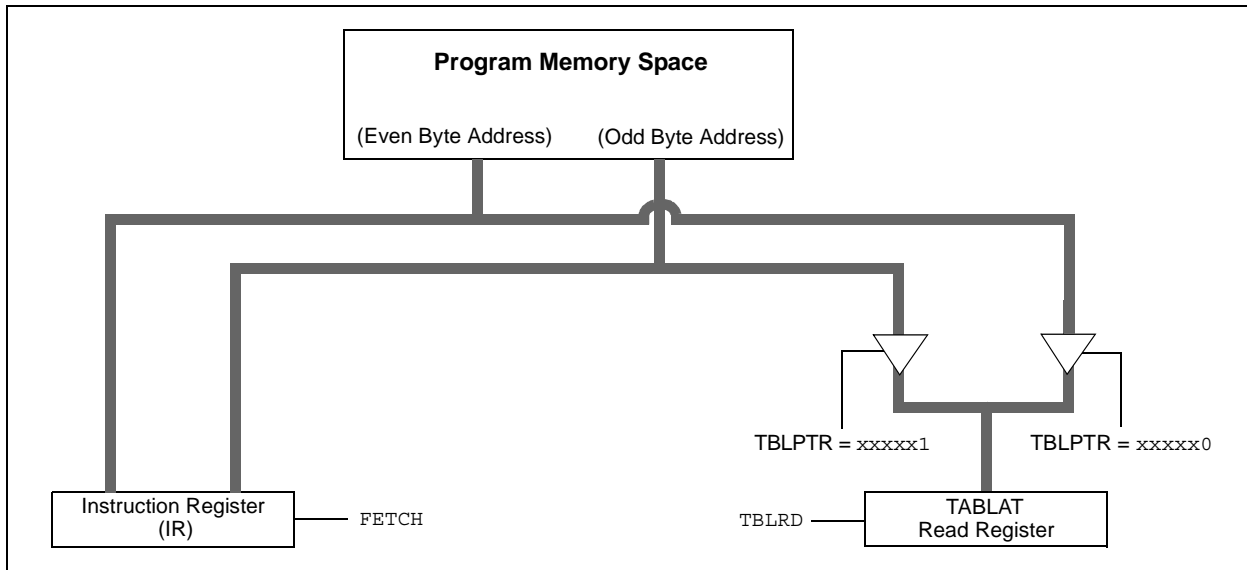 Program Memory Space
(Even Byte Address) (Odd Byte Address)
TBLPTR = xxxxx1 TBLPTR = xxxxx0
Instruction Register
(IR)
FETCH
TBLRD
TABLAT
Read Register